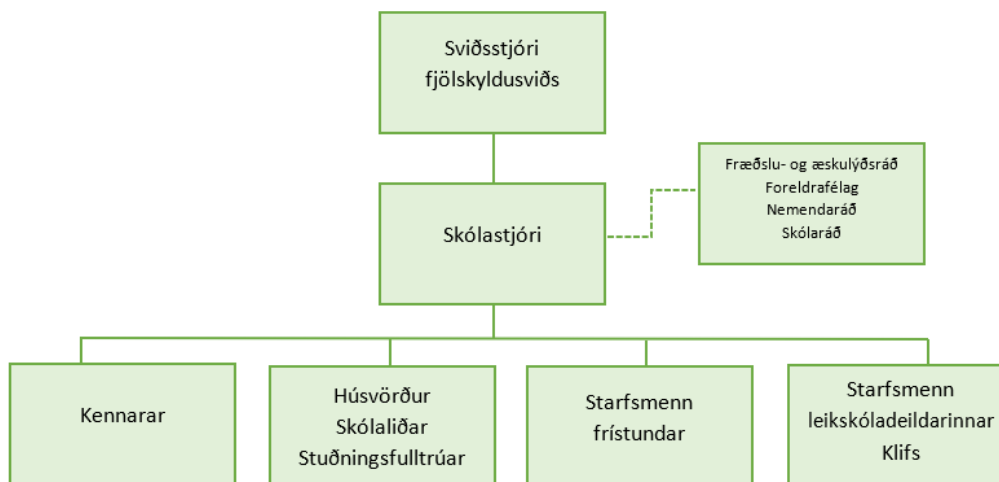 Sviðsstjóri
fjölskyldusviðs
Fræðslu- og æskulýðsráð
Foreldrafélag
Nemendaráð
Skólaráð
Skólastjóri
Kennarar
Húsvörður
Skólaliðar
Stuðningsfulltrúar
Starfsmenn
frístundar
Starfsmenn
leikskóladeildarinnar
Klifs